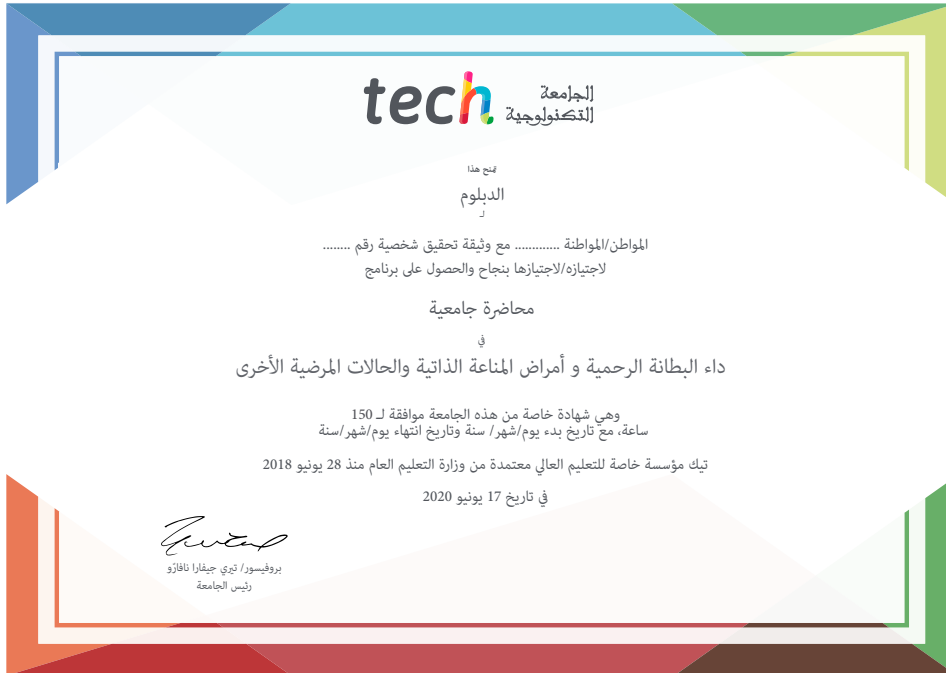 tech الجامعة
التكنولوجية
تمنح هذا
الدبلوم
لـ
المواطن/المواطنة ............. مع وثيقة تحقيق شخصية رقم ........
لاجتيازه/لاجتيازها بنجاح والحصول على برنامج
محاضرة جامعية
في
داء البطانة الرحمية و أمراض المناعة الذاتية والحالات المرضية الأخرى
وهي شهادة خاصة من هذه الجامعة موافقة لـ 150
ساعة، مع تاريخ بدء يوم/شهر/ سنة وتاريخ انتهاء يوم/شهر/سنة
تيك مؤسسة خاصة للتعليم العالي معتمدة من وزارة التعليم العام منذ 28 يونيو 2018
في تاريخ 17 يونيو 2020
بروفيسور/ تيري جيفارا نافارّو
رئيس الجامعة